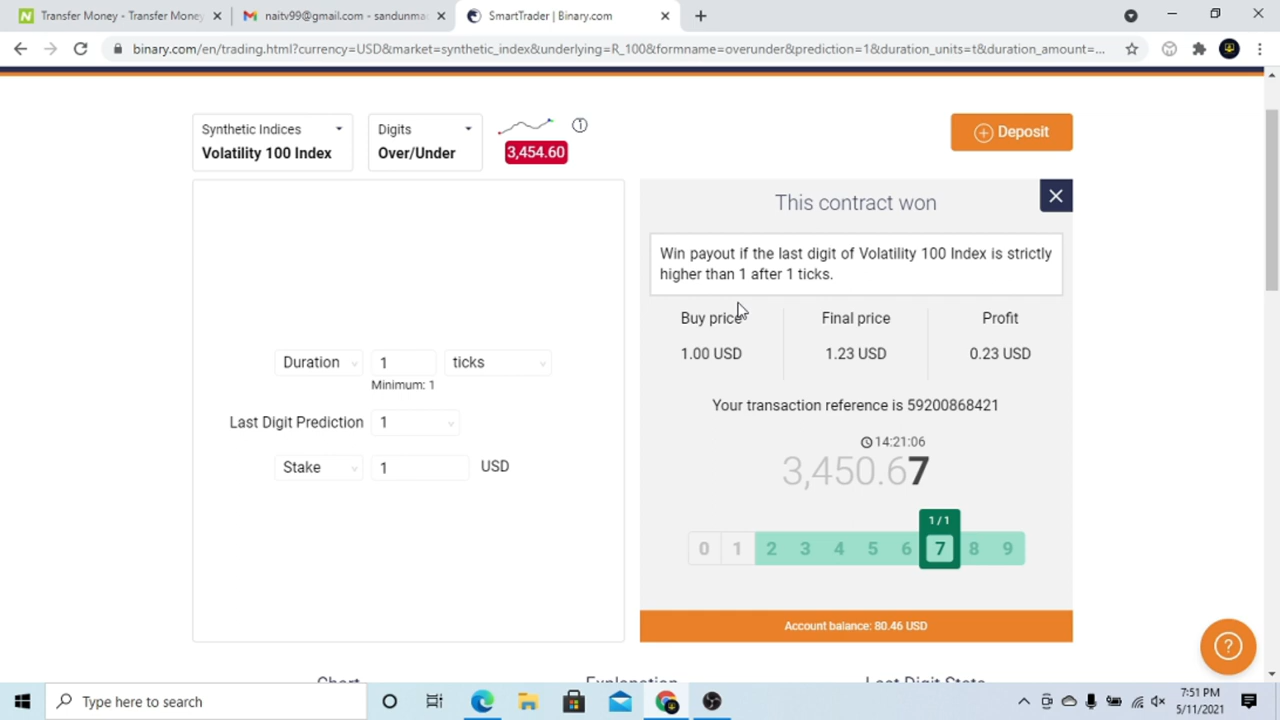 Transfer Money - Transfer Money
naitv99@gmail.com - sandunma
SmartTrader | Binary.com
binary.com/en/trading.html?currency=USD&market=synthetic_index&underlying=R_100&formname=overunder&prediction=1&duration_units=t&duration_amount=...
Synthetic Indices
Volatility 100 Index
Digits
Over/Under
3,454.60
Deposit
This contract won
Win payout if the last digit of Volatility 100 Index is strictly
higher than 1 after 1 ticks.
Buy price Final price Profit
1.00 USD 1.23 USD 0.23 USD
Duration 1 ticks
Minimum: 1
Last Digit Prediction 1
Stake 1 USD
Your transaction reference is 59200868421
14:21:06
3,450.67
1 / 1
0 1 2 3 4 5 6 7 8 9
Account balance: 80.46 USD
Chart Explanation Last Digit Stats
Type here to search
7:51 PM
5/11/2021